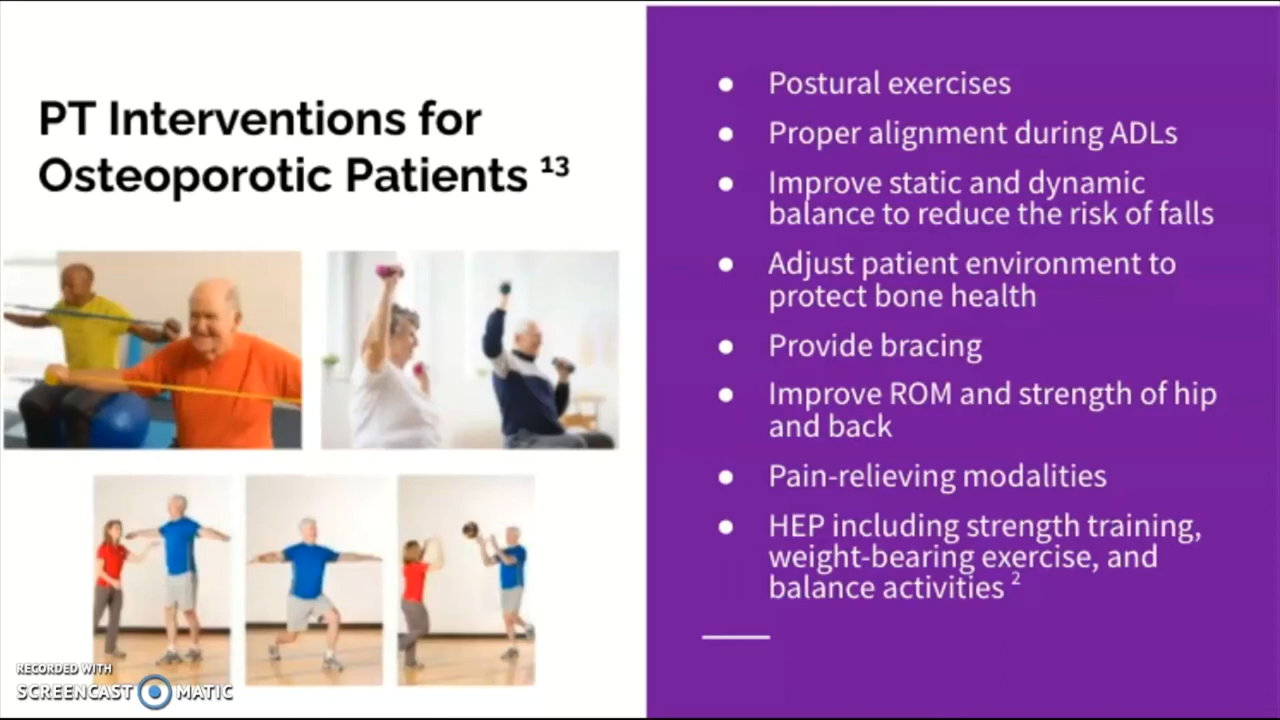 PT Interventions for
Osteoporotic Patients 13
● Postural exercises
● Proper alignment during ADLs
● Improve static and dynamic
balance to reduce the risk of falls
● Adjust patient environment to
protect bone health
● Provide bracing
● Improve ROM and strength of hip
and back
● Pain-relieving modalities
● HEP including strength training,
weight-bearing exercise, and
balance activities 2
RECORDED WITH
SCREENCAST MATIC